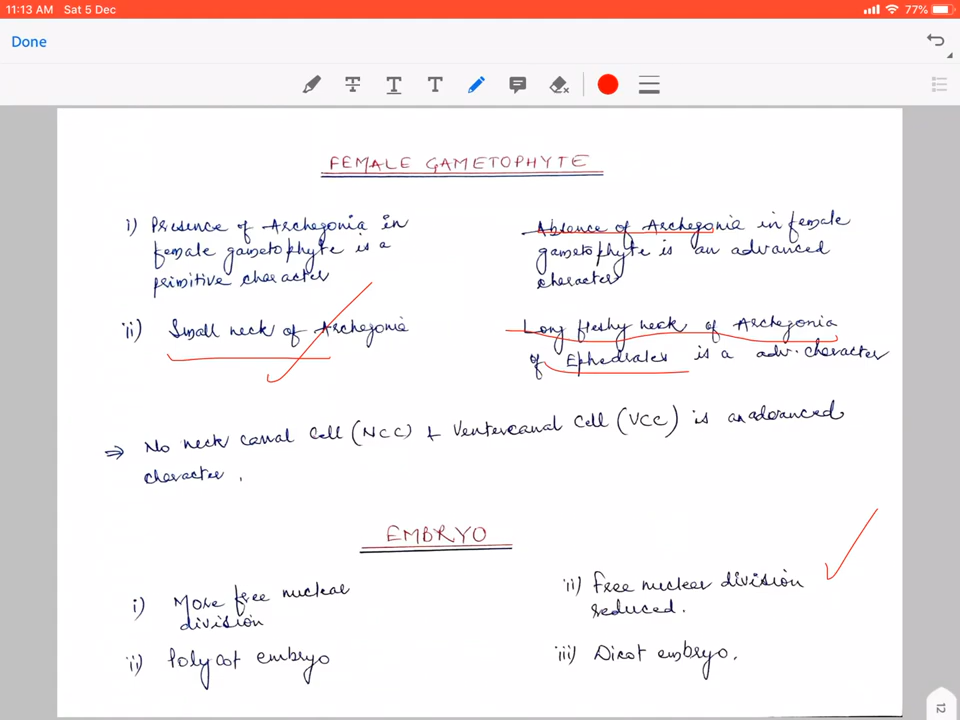 11:13 AM Sat 5 Dec
77%
Done
FEMALE GAMETOPHYTE
i) Presence of Archegonia in
female gametophyte is a
primitive character
Absence of Archegonia in female
gametophyte is an advanced
character
ii) Small neck of Archegonia
Long fleshy neck of Archegonia
of Ephedrales is a adv. character
⇒ No neck canal cell (NCC) + Ventercanal Cell (VCC) is an advanced
character.
EMBRYO
i) More free nuclear
division
ii) Free nuclear division
reduced.
ii) Polycot embryo
iii) Dicot embryo.
12